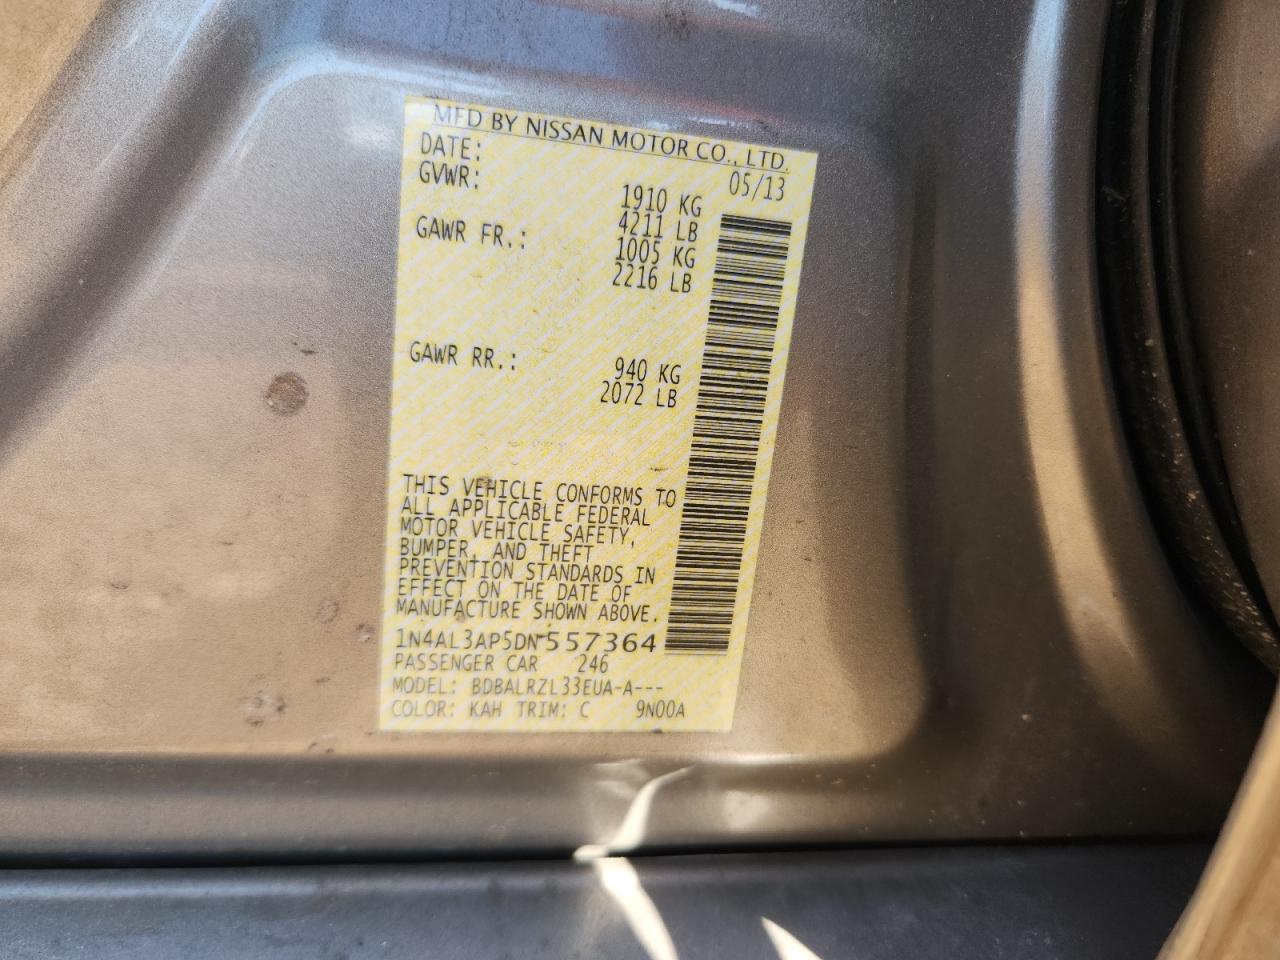 MFD BY NISSAN MOTOR CO., LTD.
DATE: 05/13
GVWR: 1910 KG
4211 LB
GAWR FR.: 1005 KG
2216 LB
GAWR RR.: 940 KG
2072 LB
THIS VEHICLE CONFORMS TO
ALL APPLICABLE FEDERAL
MOTOR VEHICLE SAFETY,
BUMPER, AND THEFT
PREVENTION STANDARDS IN
EFFECT ON THE DATE OF
MANUFACTURE SHOWN ABOVE.
1N4AL3AP5DN557364
PASSENGER CAR 246
MODEL: BDBALRZL33EUA-A---
COLOR: KAH TRIM: C 9N00A